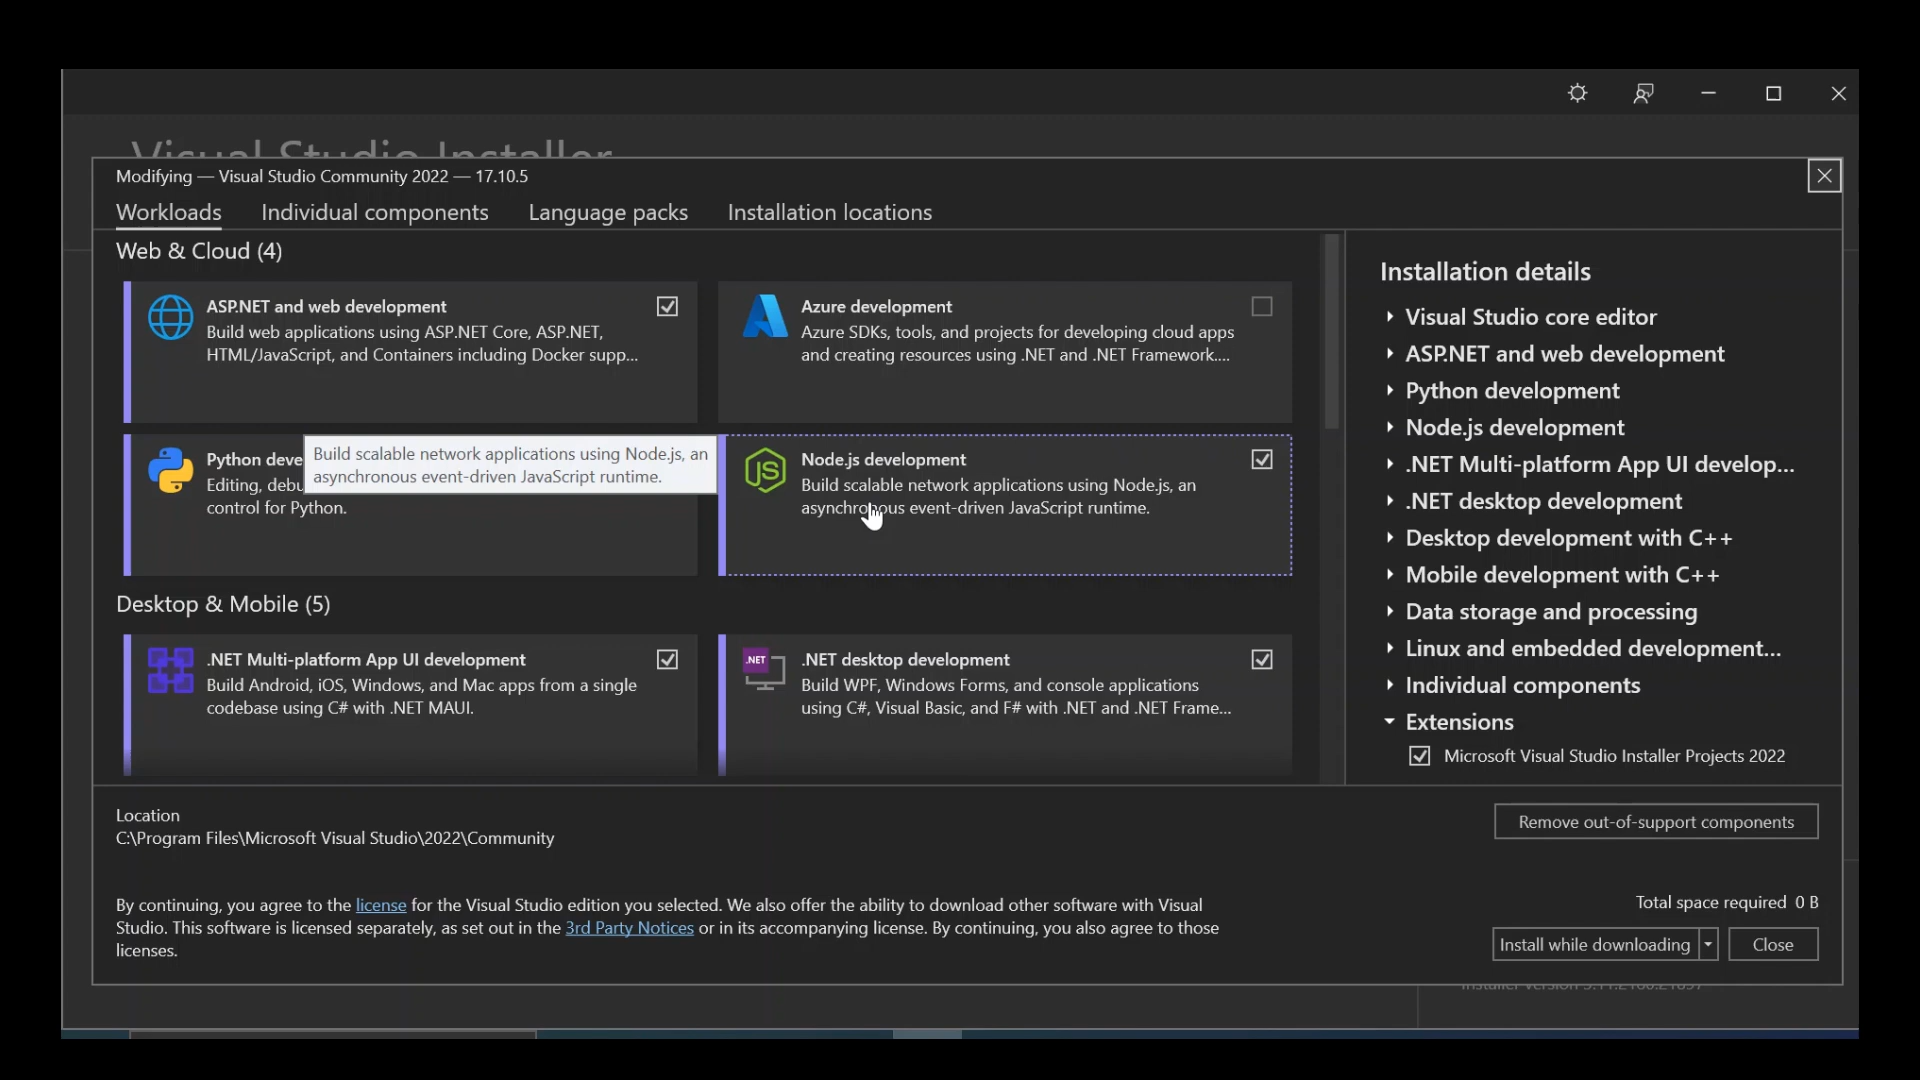 Visual Studio Installer
Modifying — Visual Studio Community 2022 — 17.10.5
Workloads
Individual components
Language packs
Installation locations
Web & Cloud (4)
ASP.NET and web development
Build web applications using ASP.NET Core, ASP.NET,
HTML/JavaScript, and Containers including Docker supp...
Azure development
Azure SDKs, tools, and projects for developing cloud apps
and creating resources using .NET and .NET Framework....
Python deve
Editing, debu
control for Python.
Build scalable network applications using Node.js, an
asynchronous event-driven JavaScript runtime.
JS
Node.js development
Build scalable network applications using Node.js, an
asynchronous event-driven JavaScript runtime.
Desktop & Mobile (5)
.NET Multi-platform App UI development
Build Android, iOS, Windows, and Mac apps from a single
codebase using C# with .NET MAUI.
.NET
.NET desktop development
Build WPF, Windows Forms, and console applications
using C#, Visual Basic, and F# with .NET and .NET Frame...
Installation details
Visual Studio core editor
ASP.NET and web development
Python development
Node.js development
.NET Multi-platform App UI develop...
.NET desktop development
Desktop development with C++
Mobile development with C++
Data storage and processing
Linux and embedded development...
Individual components
Extensions
Microsoft Visual Studio Installer Projects 2022
Location
C:\Program Files\Microsoft Visual Studio\2022\Community
Remove out-of-support components
By continuing, you agree to the license for the Visual Studio edition you selected. We also offer the ability to download other software with Visual
Studio. This software is licensed separately, as set out in the 3rd Party Notices or in its accompanying license. By continuing, you also agree to those
licenses.
Total space required 0 B
Install while downloading
Close